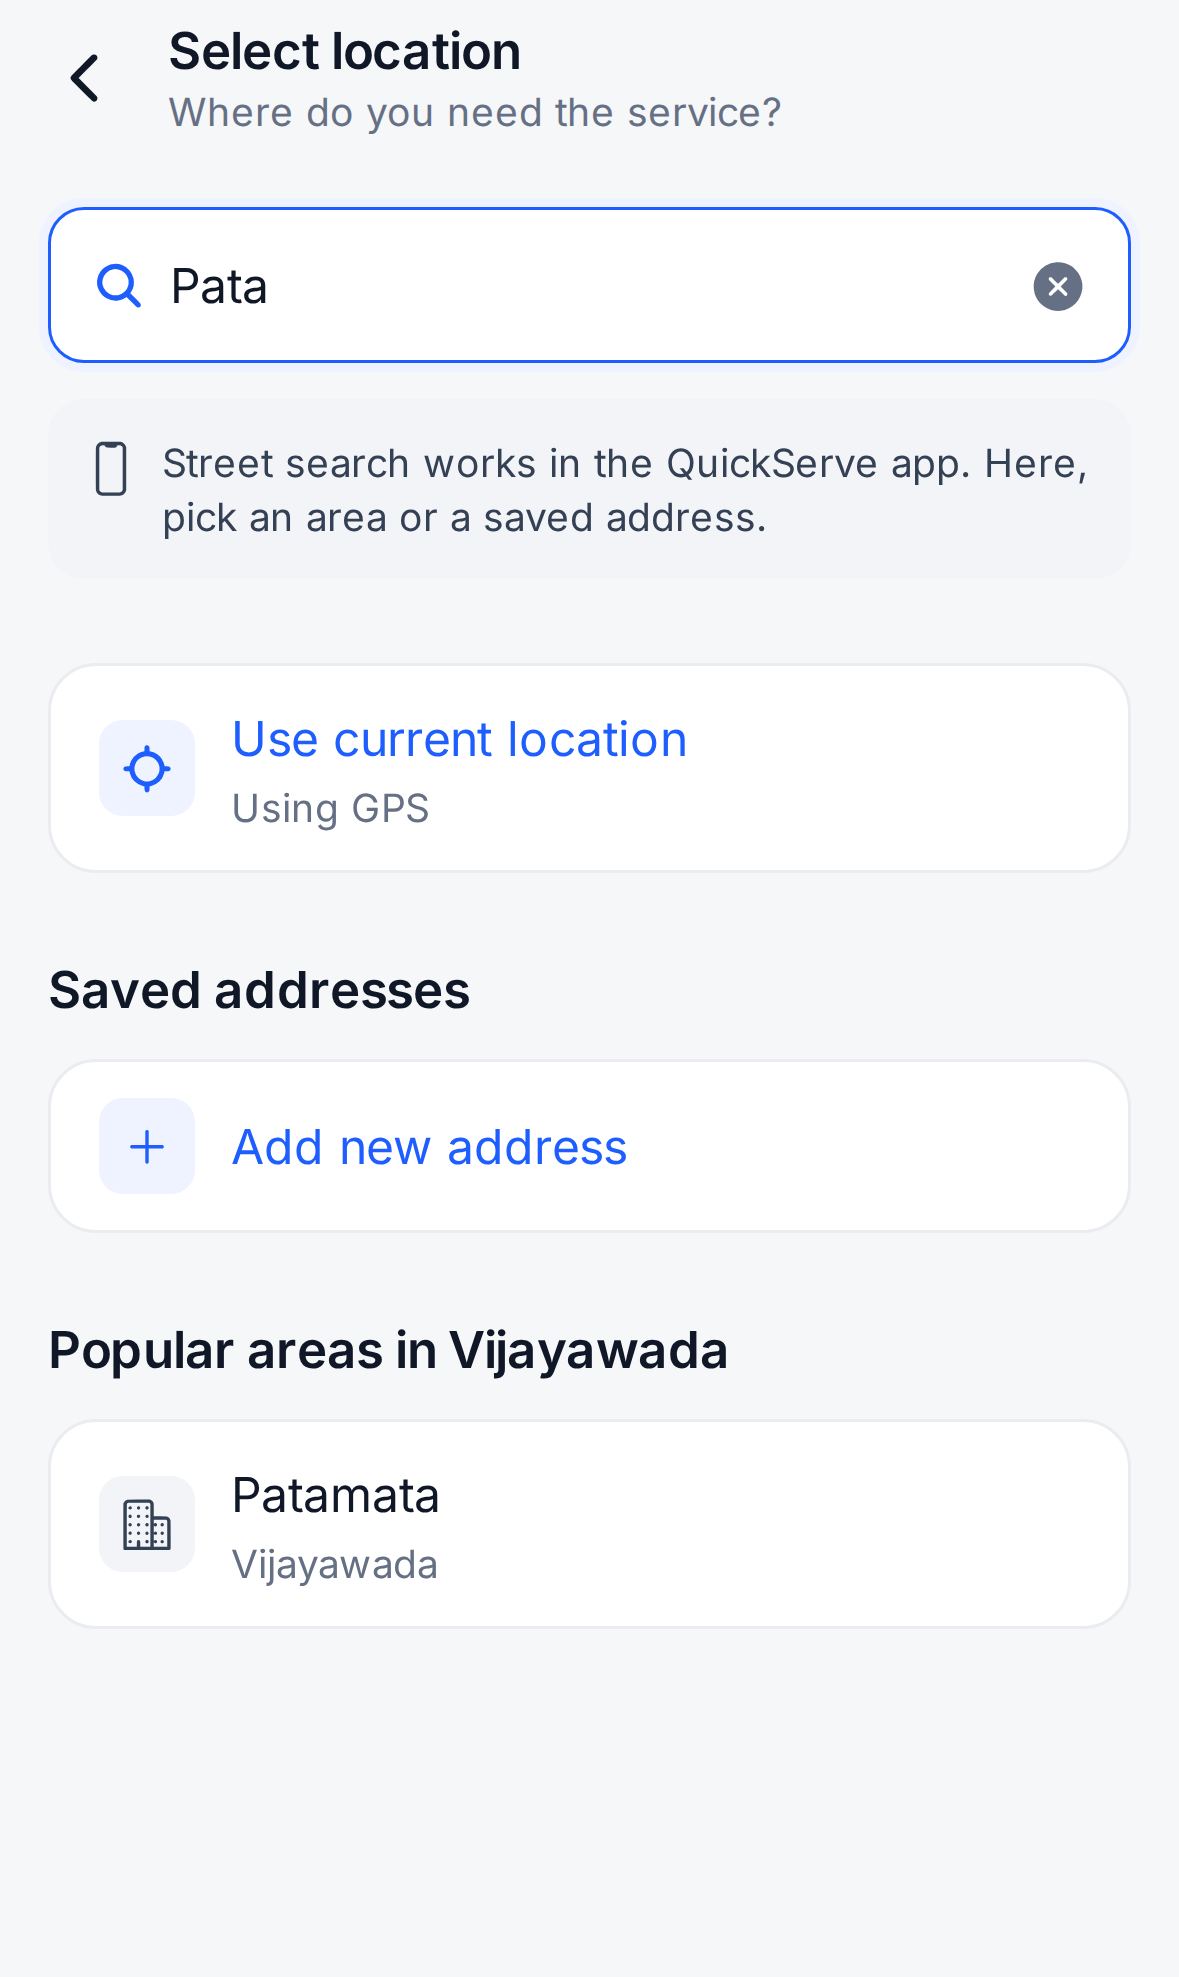 Select location
Where do you need the service?
Pata
Street search works in the QuickServe app. Here,
pick an area or a saved address.
Use current location
Using GPS
Saved addresses
Add new address
Popular areas in Vijayawada
Patamata
Vijayawada